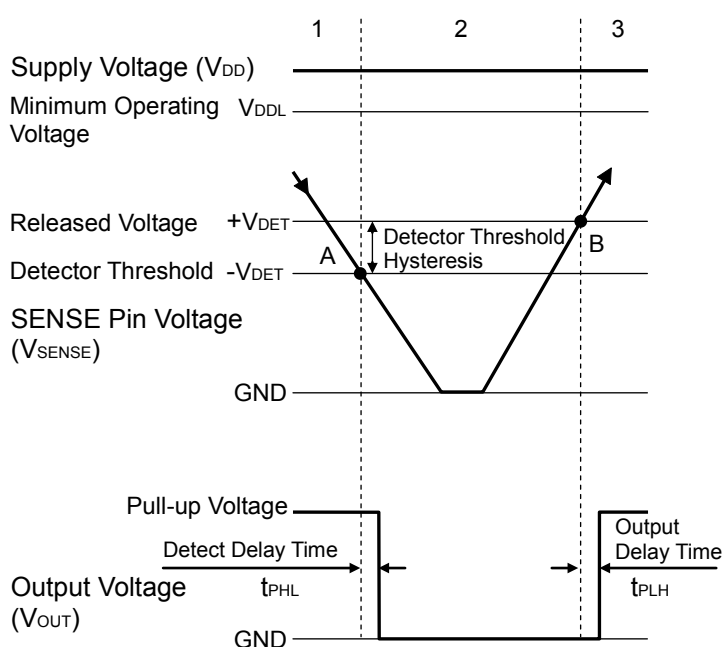 1 2 3
Supply Voltage (VDD)
Minimum Operating VDDL
Voltage
Released Voltage +VDET
Detector Threshold
Hysteresis
A
B
Detector Threshold -VDET
SENSE Pin Voltage
(VSENSE)
GND
Pull-up Voltage
Detect Delay Time
tPHL
Output
Delay Time
tPLH
Output Voltage
(VOUT)
GND